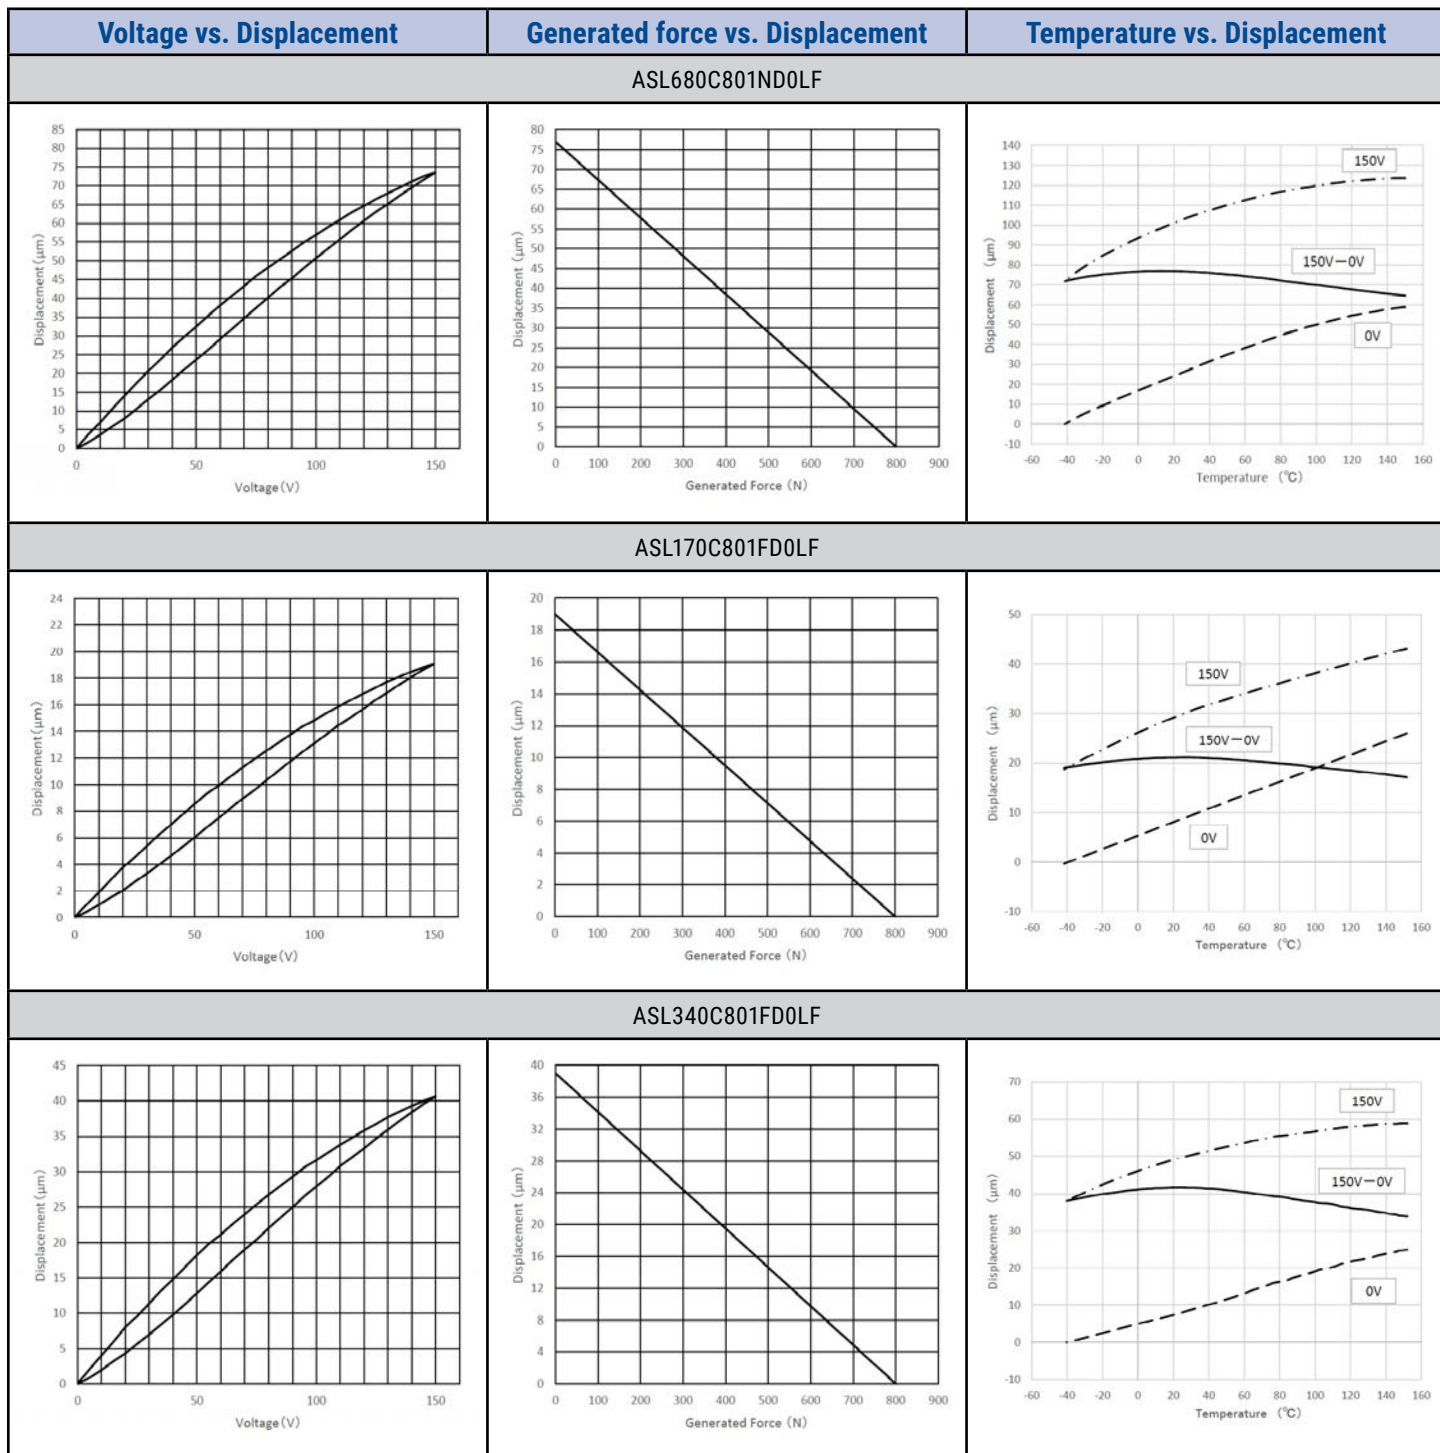 Voltage vs. Displacement
Generated force vs. Displacement
Temperature vs. Displacement
ASL680C801ND0LF
85
80
75
70
65
60
55
50
45
40
35
30
25
20
15
10
5
0
Displacement(μm)
0 50 100 150
Voltage(V)
80
75
70
65
60
55
50
45
40
35
30
25
20
15
10
5
0
Displacement (μm)
0 100 200 300 400 500 600 700 800 900
Generated Force (N)
140
130
120
110
100
90
80
70
60
50
40
30
20
10
0
-10
Displacement (μm)
150V
150V－0V
0V
-60 -40 -20 0 20 40 60 80 100 120 140 160
Temperature (℃)
ASL170C801FD0LF
24
22
20
18
16
14
12
10
8
6
4
2
0
Displacement(μm)
0 50 100 150
Voltage(V)
20
18
16
14
12
10
8
6
4
2
0
Displacement (μm)
0 100 200 300 400 500 600 700 800 900
Generated Force (N)
50
40
30
20
10
0
-10
Displacement (μm)
150V
150V－0V
0V
-60 -40 -20 0 20 40 60 80 100 120 140 160
Temperature (℃)
ASL340C801FD0LF
45
40
35
30
25
20
15
10
5
0
Displacement(μm)
0 50 100 150
Voltage(V)
40
36
32
28
24
20
16
12
8
4
0
Displacement (μm)
0 100 200 300 400 500 600 700 800 900
Generated Force (N)
70
60
50
40
30
20
10
0
-10
Displacement (μm)
150V
150V－0V
0V
-60 -40 -20 0 20 40 60 80 100 120 140 160
Temperature (℃)